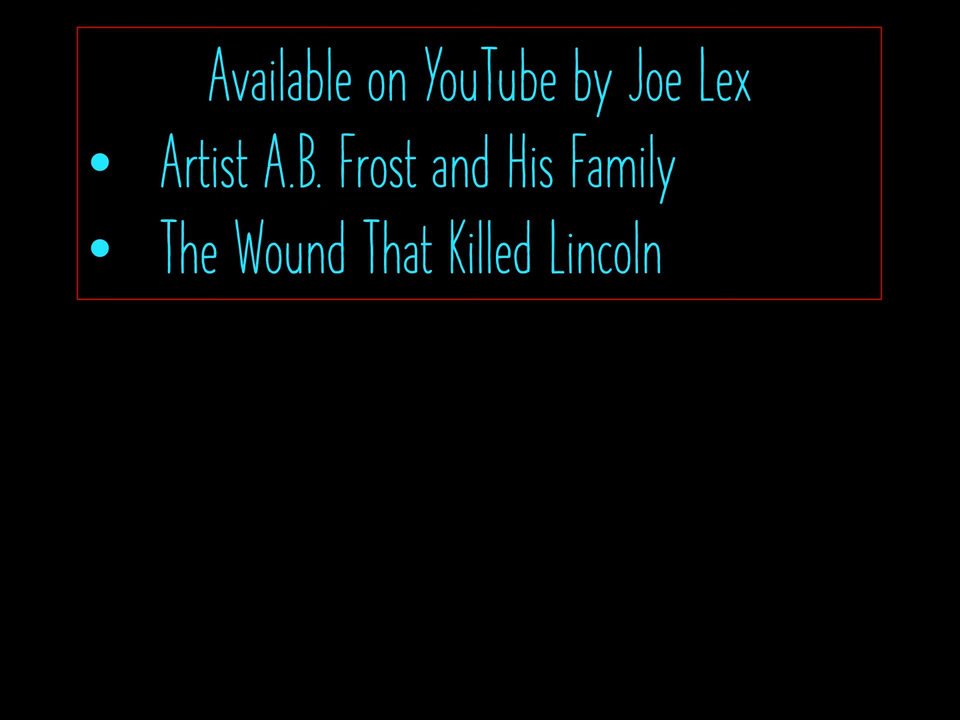 Available on YouTube by Joe Lex
• Artist A.B. Frost and His Family
• The Wound That Killed Lincoln